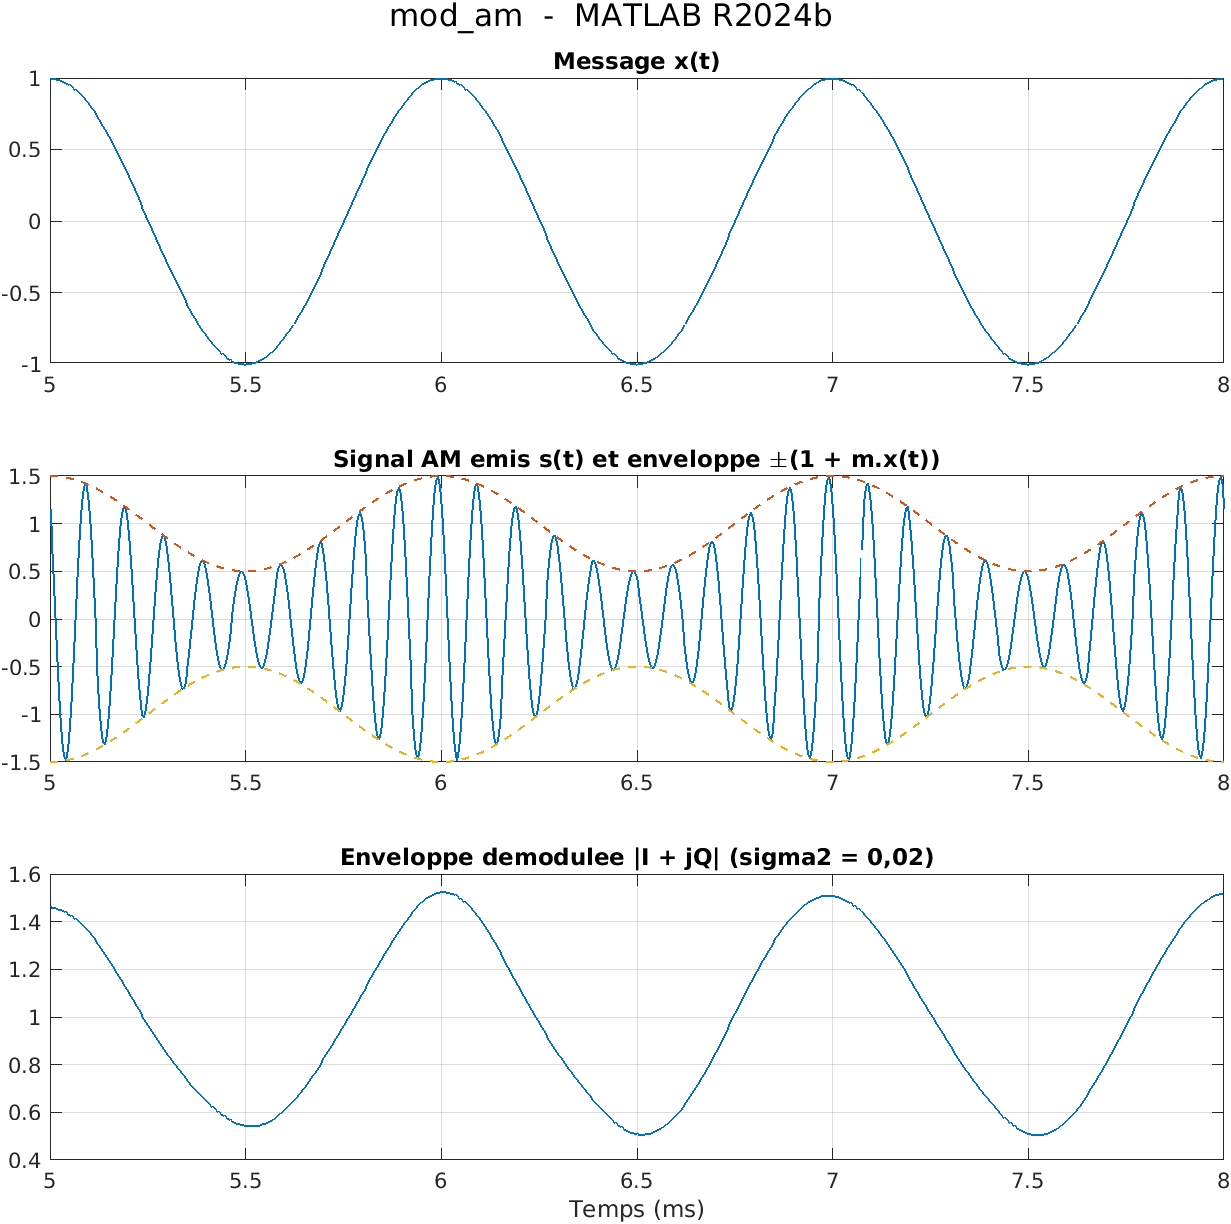 mod_am - MATLAB R2024b
Message x(t)
1
0.5
0
-0.5
-1
5 5.5 6 6.5 7 7.5 8
Signal AM emis s(t) et enveloppe ±(1 + m.x(t))
1.5
1
0.5
0
-0.5
-1
-1.5
5 5.5 6 6.5 7 7.5 8
Enveloppe demodulee |I + jQ| (sigma2 = 0,02)
1.6
1.4
1.2
1
0.8
0.6
0.4
5 5.5 6 6.5 7 7.5 8
Temps (ms)